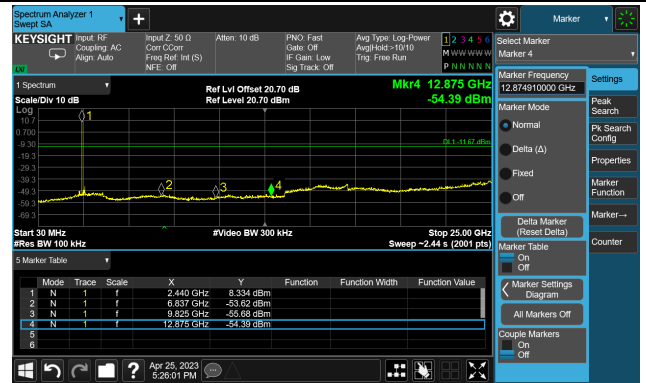 Spectrum Analyzer 1
Swept SA
Marker
KEYSIGHT
Input: RF
Coupling: AC
Align: Auto
Input Z: 50 Ω
Corr CCorr
Freq Ref: Int (S)
NFE: Off
Atten: 10 dB
PNO: Fast
Gate: Off
IF Gain: Low
Sig Track: Off
Avg Type: Log-Power
Avg|Hold:>10/10
Trig: Free Run
1 2 3 4 5 6
M W W W W W
P N N N N N
LXI
Select Marker
Marker 4
1 Spectrum
Scale/Div 10 dB
Ref Lvl Offset 20.70 dB
Ref Level 20.70 dBm
Mkr4 12.875 GHz
-54.39 dBm
Log
10.7
0.700
-9.30
-19.3
-29.3
-39.3
-49.3
-59.3
-69.3
1
2
3
4
DL1 -11.67 dBm
Start 30 MHz
#Res BW 100 kHz
#Video BW 300 kHz
Stop 25.00 GHz
Sweep ~2.44 s (2001 pts)
5 Marker Table
Mode Trace Scale X Y Function Function Width Function Value
1 N 1 f 2.440 GHz 8.334 dBm
2 N 1 f 6.837 GHz -53.62 dBm
3 N 1 f 9.825 GHz -55.68 dBm
4 N 1 f 12.875 GHz -54.39 dBm
5
6
Marker Frequency
12.874910000 GHz
Marker Mode
Normal
Delta (Δ)
Fixed
Off
Delta Marker
(Reset Delta)
Marker Table
On
Off
Marker Settings
Diagram
All Markers Off
Couple Markers
On
Off
Settings
Peak
Search
Pk Search
Config
Properties
Marker
Function
Marker→
Counter
?
Apr 25, 2023
5:26:01 PM